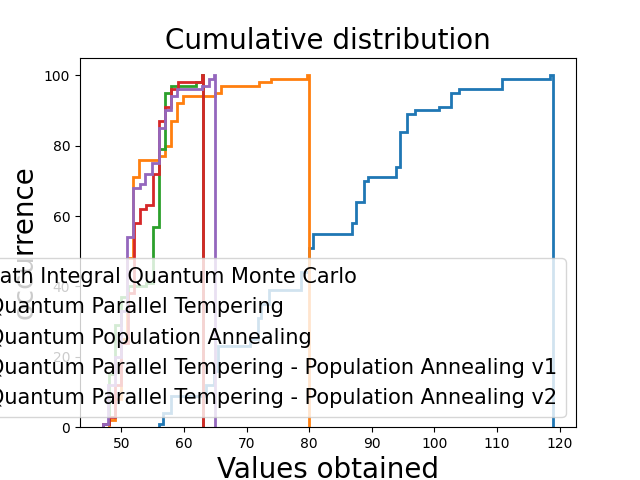 Cumulative distribution
occurrence
100
80
60
40
20
0
ath Integral Quantum Monte Carlo
Quantum Parallel Tempering
Quantum Population Annealing
Quantum Parallel Tempering - Population Annealing v1
Quantum Parallel Tempering - Population Annealing v2
50 60 70 80 90 100 110 120
Values obtained